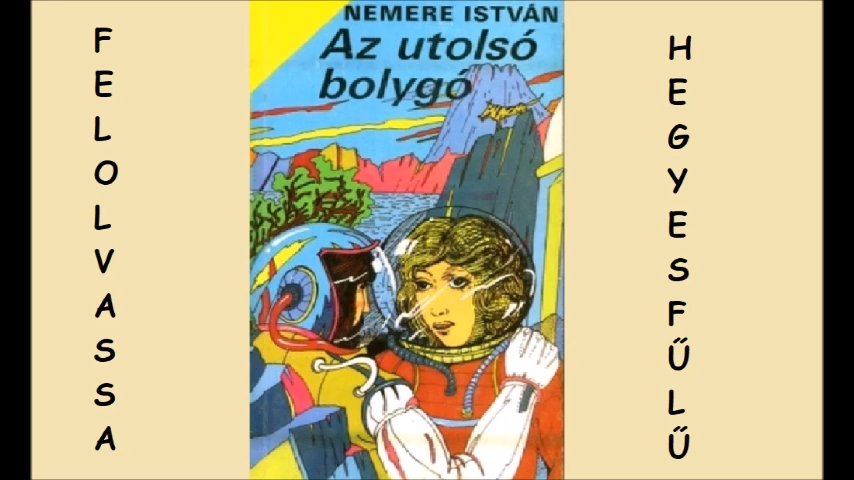 FELOLVASSA
NEMERE ISTVÁN
Az utolsó
bolygó
HEGYESFŰLŰ